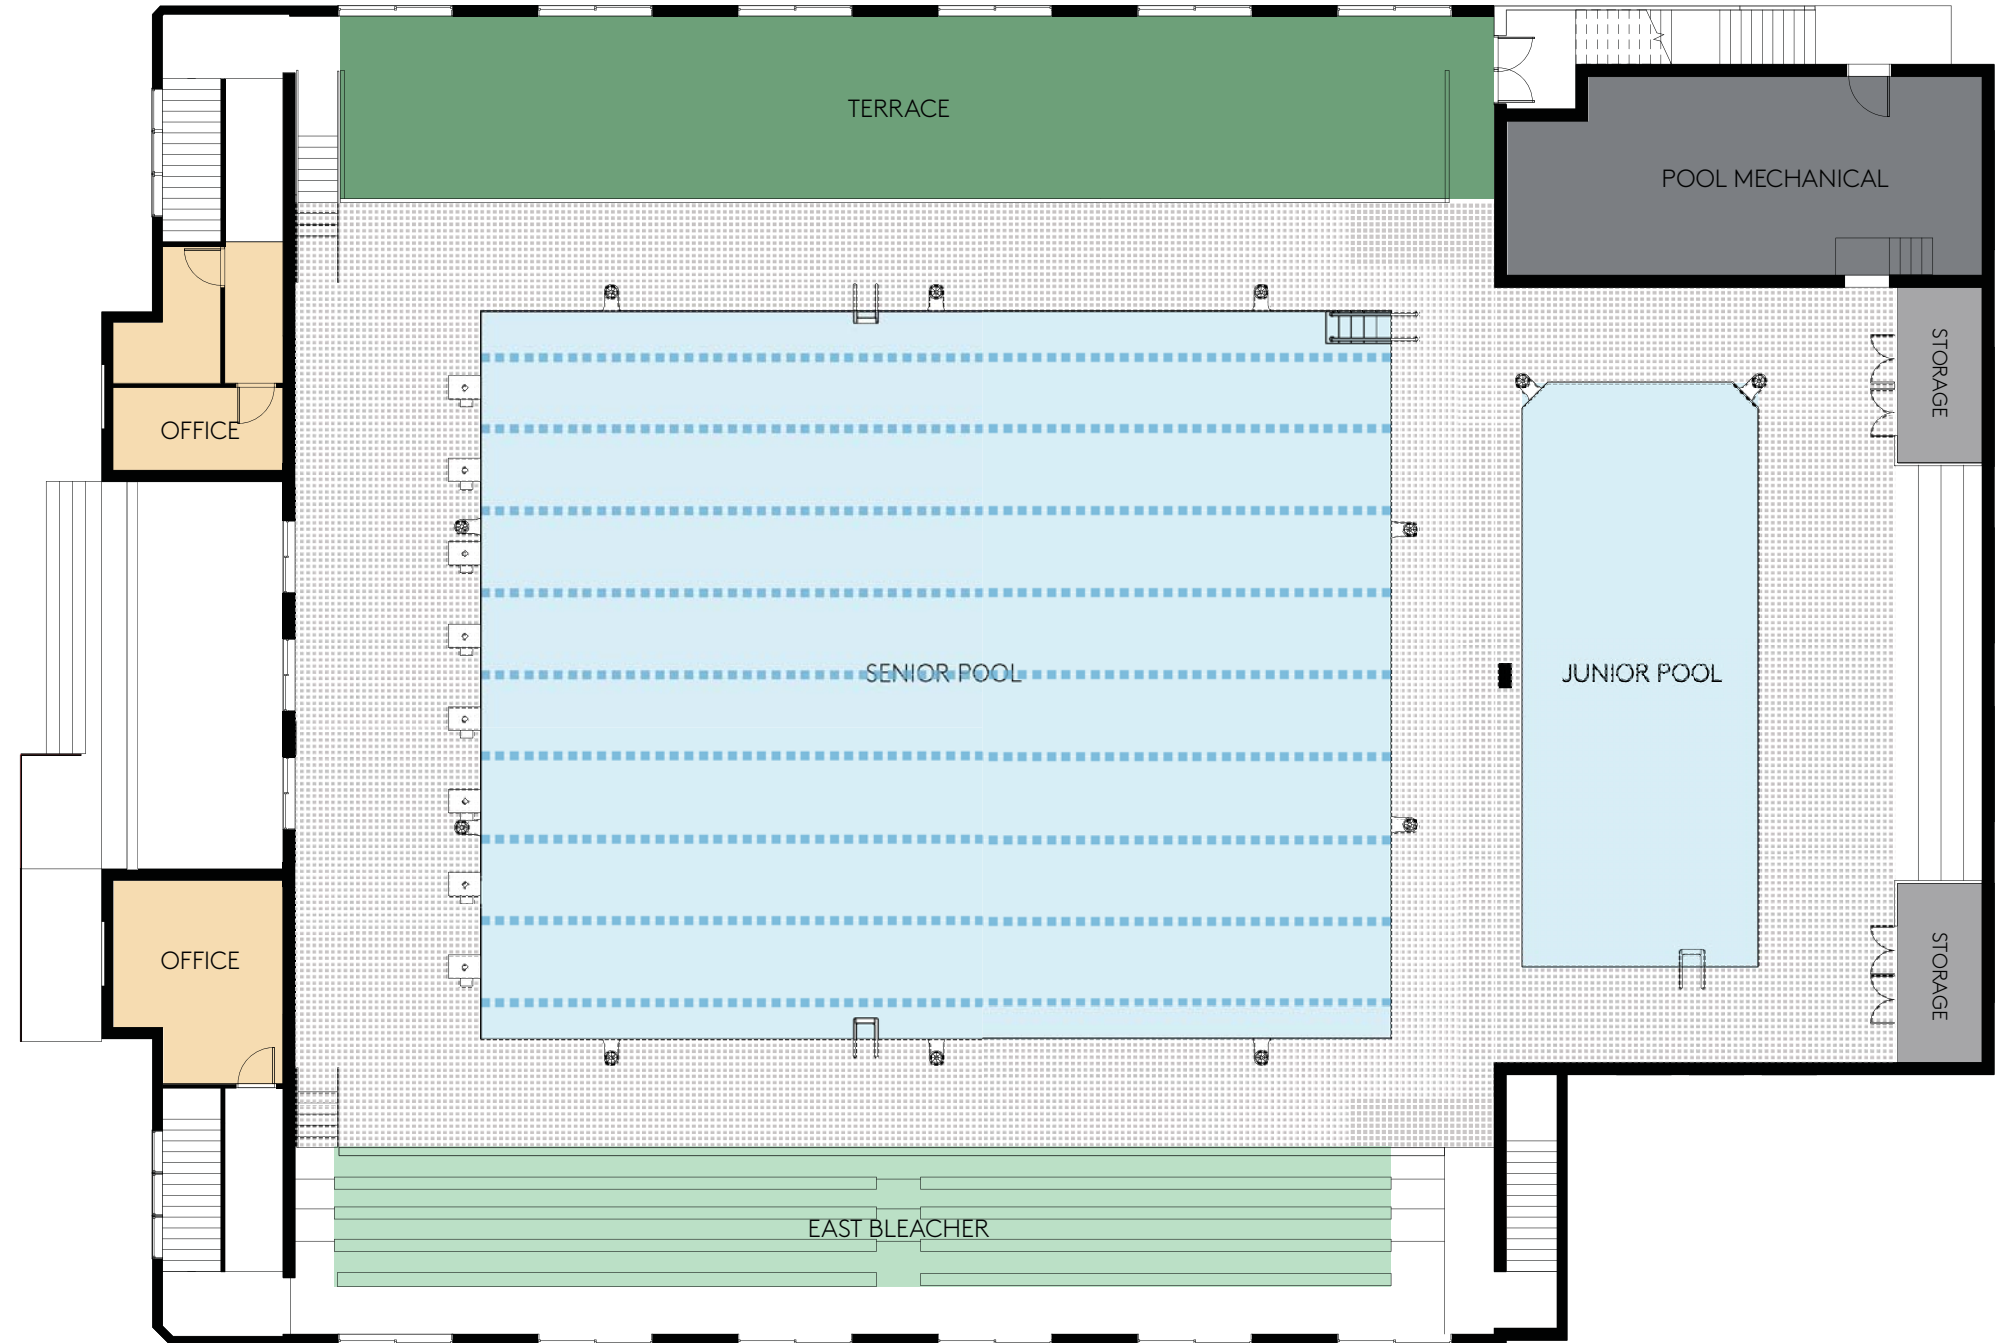 TERRACE
POOL MECHANICAL
STORAGE
OFFICE
SENIOR POOL
JUNIOR POOL
OFFICE
STORAGE
EAST BLEACHER